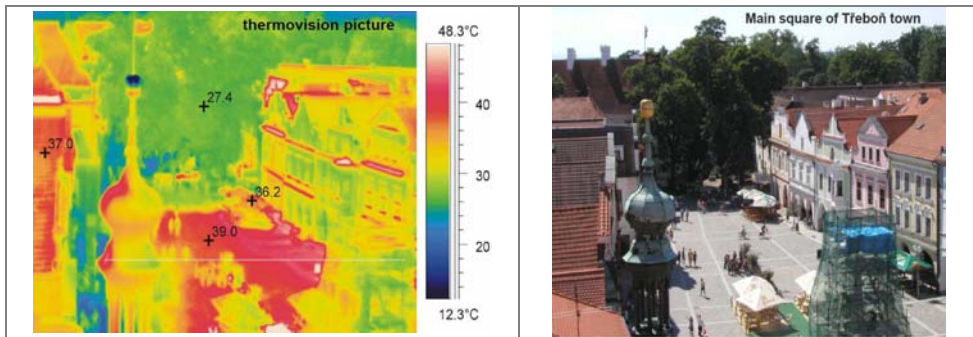 thermovision picture
48.3°C
27.4
40
37.0
30
36.2
39.0
20
12.3°C
Main square of Třeboň town